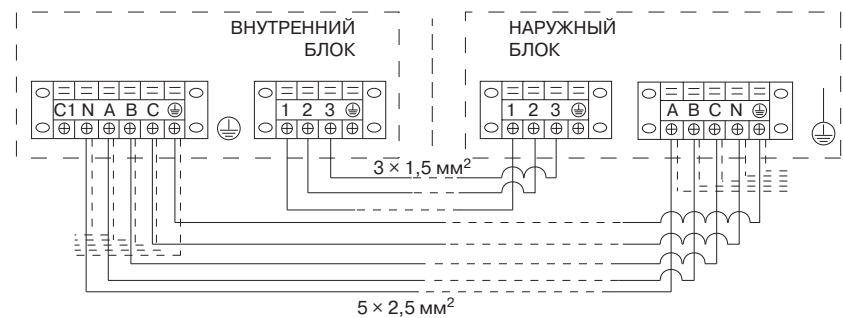 ВНУТРЕННИЙ
БЛОК
НАРУЖНЫЙ
БЛОК
C1 N A B C
1 2 3
1 2 3
A B C N
3 × 1,5 мм²
5 × 2,5 мм²